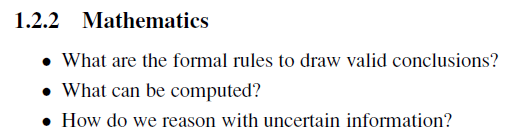 1.2.2 Mathematics
• What are the formal rules to draw valid conclusions?
• What can be computed?
• How do we reason with uncertain information?